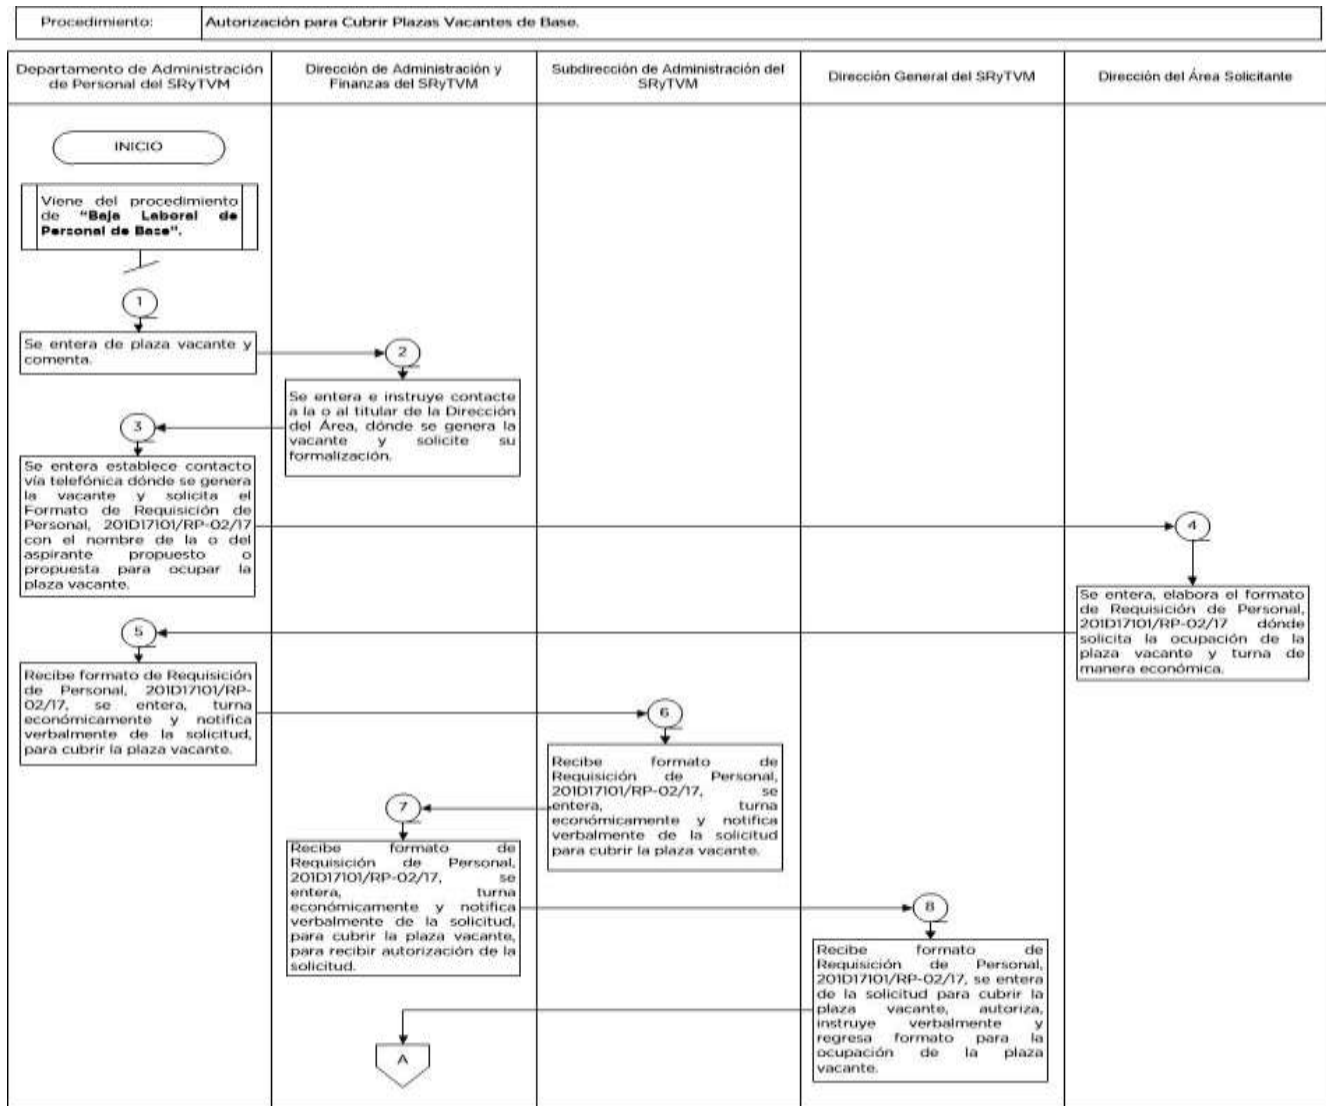 Procedimiento:
Autorización para Cubrir Plazas Vacantes de Base.
Departamento de Administración
de Personal del SRyTVM
Dirección de Administración y
Finanzas del SRyTVM
Subdirección de Administración del
SRyTVM
Dirección General del SRyTVM
Dirección del Área Solicitante
INICIO
Viene del procedimiento
de "Baja Laboral de
Personal de Base".
1
Se entera de plaza vacante y
comenta.
2
Se entera e instruye contacte
a la o al titular de la Dirección
del Área, dónde se genera la
vacante y solicite su
formalización.
3
Se entera establece contacto
vía telefónica dónde se genera
la vacante y solicita el
Formato de Requisición de
Personal, 201D17101/RP-02/17
con el nombre de la o del
aspirante propuesto o
propuesta para ocupar la
plaza vacante.
4
Se entera, elabora el formato
de Requisición de Personal,
201D17101/RP-02/17 dónde
solicita la ocupación de la
plaza vacante y turna de
manera económica.
5
Recibe formato de Requisición
de Personal, 201D17101/RP-
02/17, se entera, turna
económicamente y notifica
verbalmente de la solicitud,
para cubrir la plaza vacante.
6
Recibe formato de
Requisición de Personal,
201D17101/RP-02/17, se
entera, turna
económicamente y notifica
verbalmente de la solicitud
para cubrir la plaza vacante.
7
Recibe formato de
Requisición de Personal,
201D17101/RP-02/17, se
entera, turna
económicamente y notifica
verbalmente de la solicitud,
para cubrir la plaza vacante,
para recibir autorización de la
solicitud.
8
Recibe formato de
Requisición de Personal,
201D17101/RP-02/17, se entera
de la solicitud para cubrir la
plaza vacante, autoriza,
instruye verbalmente y
regresa formato para la
ocupación de la plaza
vacante.
A